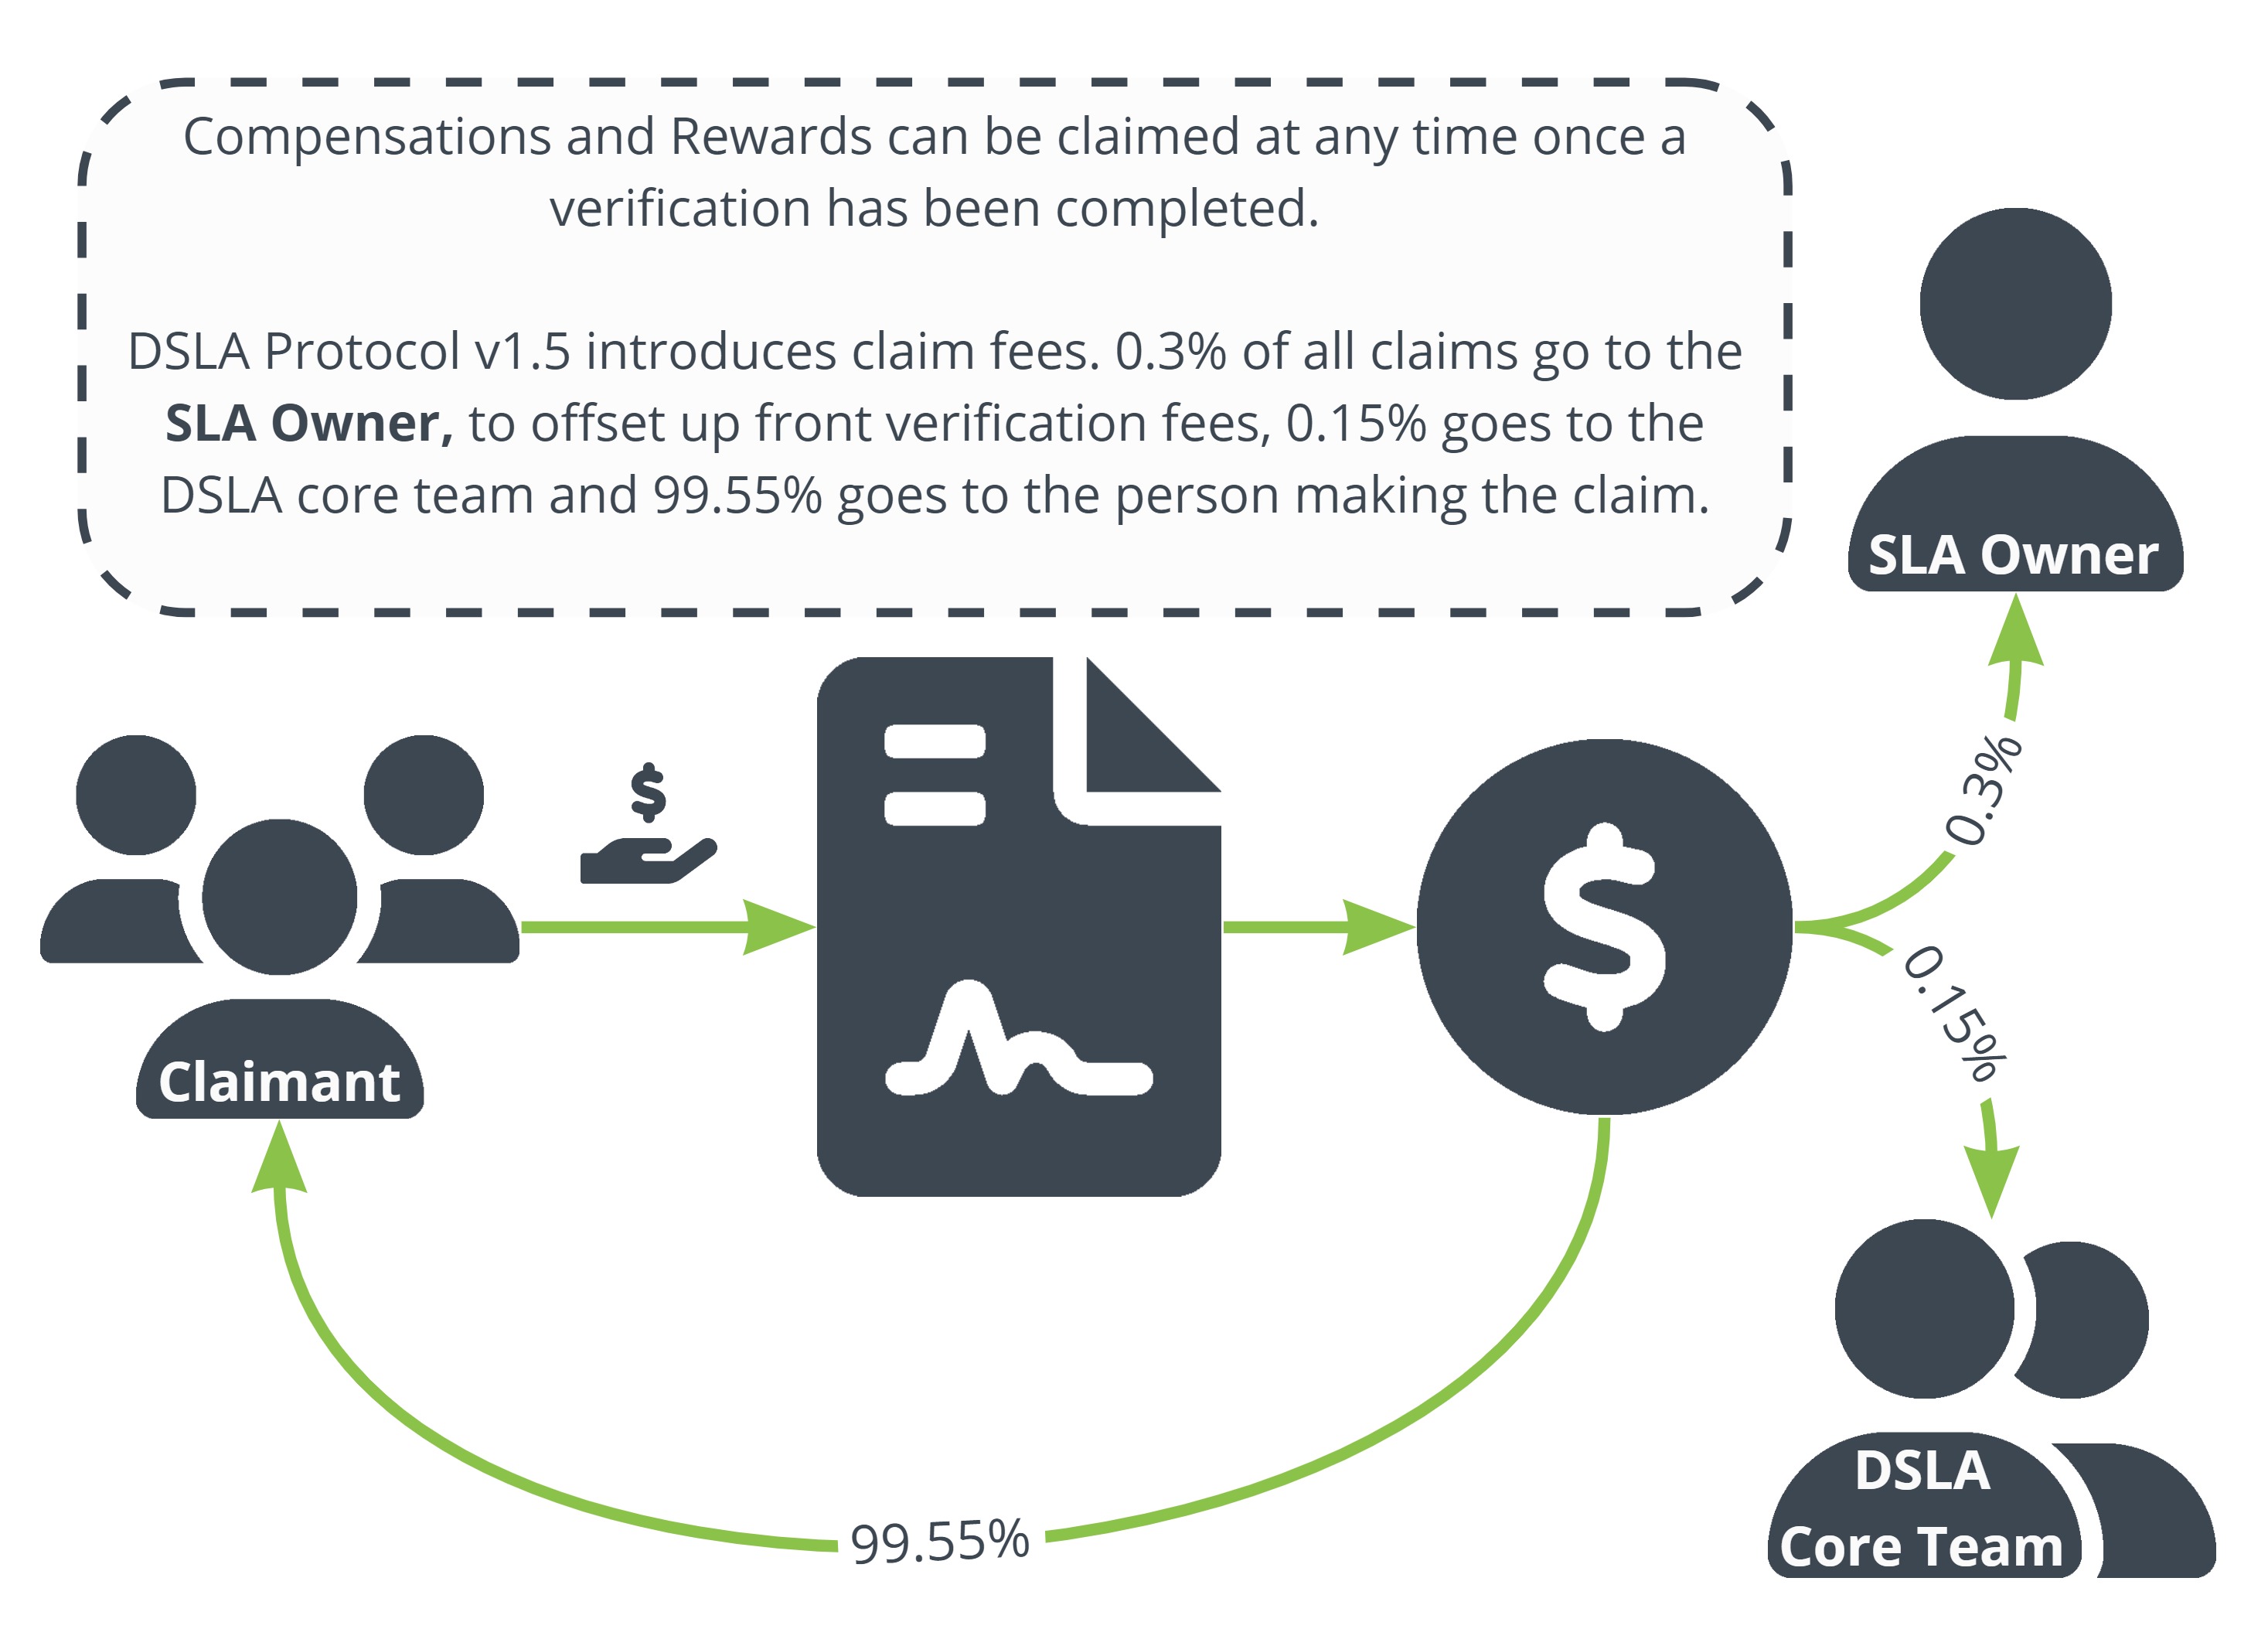 Compensations and Rewards can be claimed at any time once a
verification has been completed.
DSLA Protocol v1.5 introduces claim fees. 0.3% of all claims go to the
SLA Owner, to offset up front verification fees, 0.15% goes to the
DSLA core team and 99.55% goes to the person making the claim.
SLA Owner
0.3%
0.15%
Claimant
DSLA
Core Team
99.55%